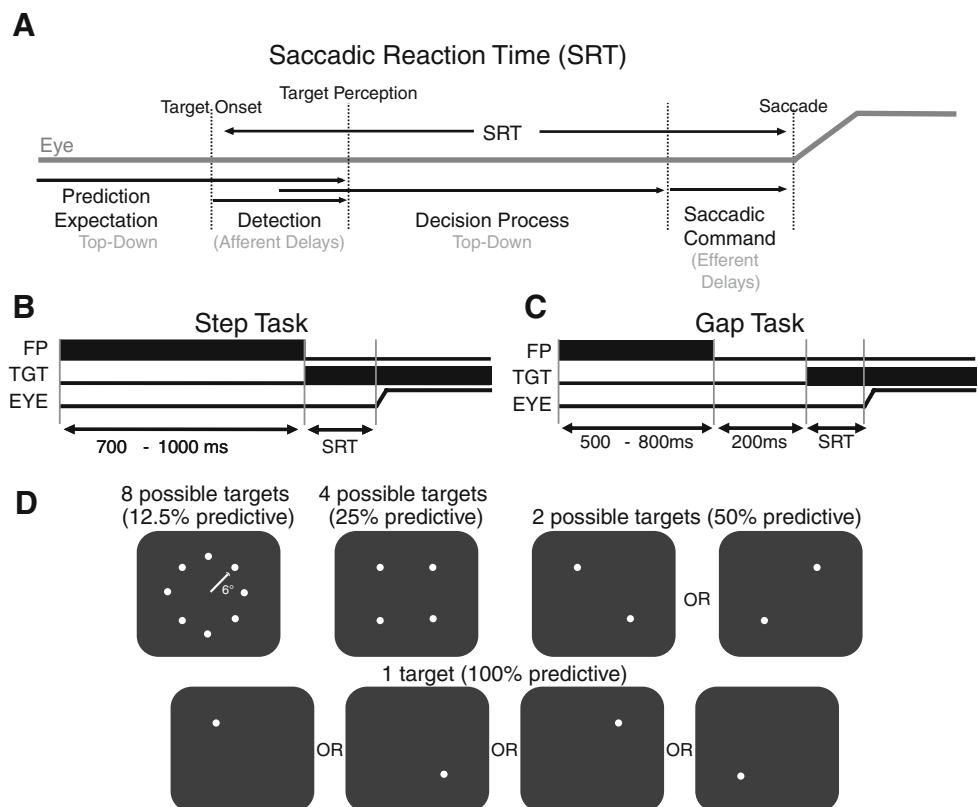 A
Saccadic Reaction Time (SRT)
Target Onset
Target Perception
Saccade
SRT
Eye
Prediction
Expectation
Top-Down
Detection
(Afferent Delays)
Decision Process
Top-Down
Saccadic
Command
(Efferent
Delays)
B
Step Task
FP
TGT
EYE
700 - 1000 ms
SRT
C
Gap Task
FP
TGT
EYE
500 - 800ms
200ms
SRT
D
8 possible targets
(12.5% predictive)
6°
4 possible targets
(25% predictive)
2 possible targets (50% predictive)
OR
1 target (100% predictive)
OR
OR
OR